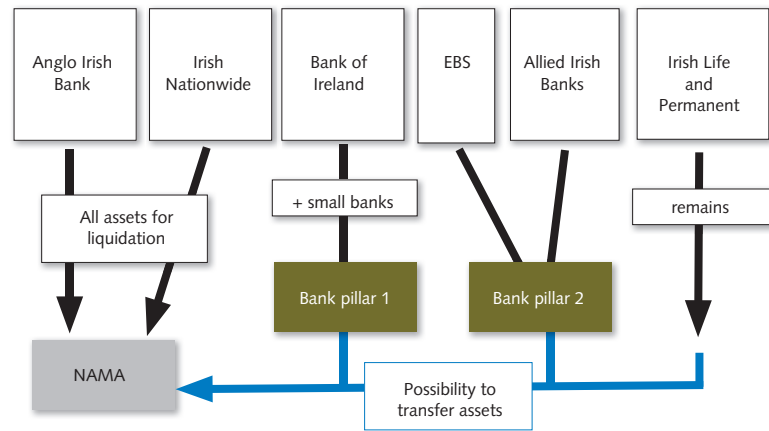 Anglo Irish
Bank
Irish
Nationwide
Bank of
Ireland
EBS
Allied Irish
Banks
Irish Life
and
Permanent
All assets for
liquidation
+ small banks
remains
Bank pillar 1
Bank pillar 2
NAMA
Possibility to
transfer assets